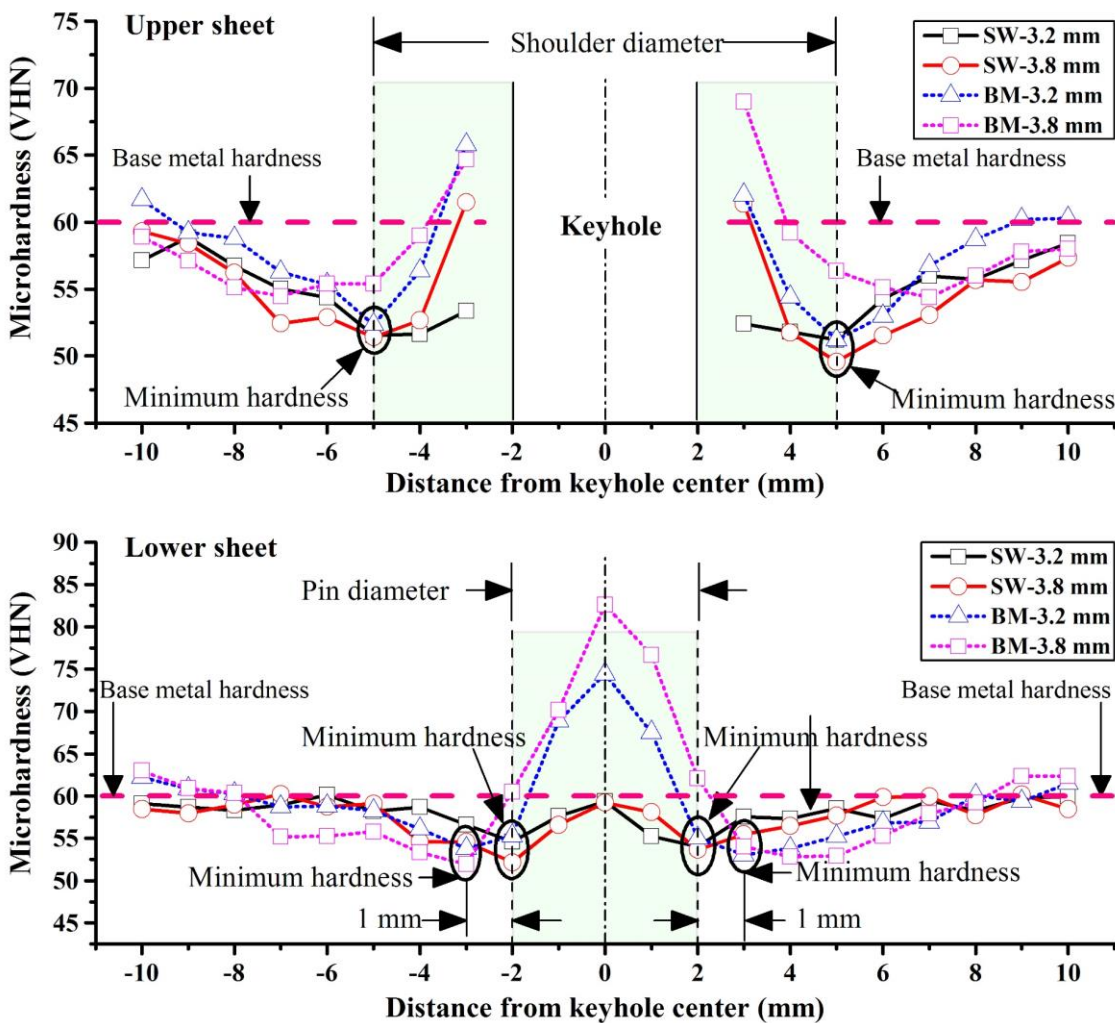 Upper sheet
Shoulder diameter
SW-3.2 mm
SW-3.8 mm
BM-3.2 mm
BM-3.8 mm
Base metal hardness
Base metal hardness
Keyhole
Minimum hardness
Minimum hardness
Microhardness (VHN)
75
70
65
60
55
50
45
-10 -8 -6 -4 -2 0 2 4 6 8 10
Distance from keyhole center (mm)
Lower sheet
Pin diameter
SW-3.2 mm
SW-3.8 mm
BM-3.2 mm
BM-3.8 mm
Base metal hardness
Base metal hardness
Minimum hardness
Minimum hardness
Minimum hardness
Minimum hardness
1 mm
1 mm
Microhardness (VHN)
90
85
80
75
70
65
60
55
50
45
-10 -8 -6 -4 -2 0 2 4 6 8 10
Distance from keyhole center (mm)